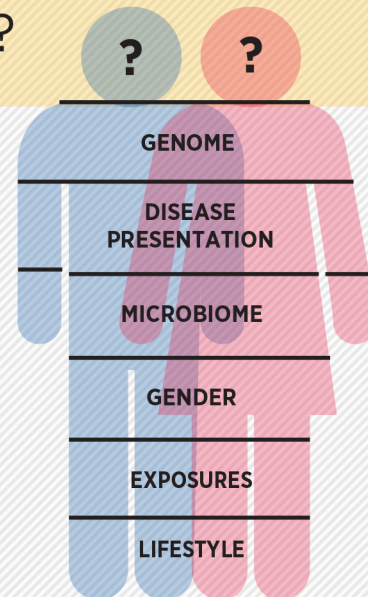 ?
? ?
GENOME
DISEASE
PRESENTATION
MICROBIOME
GENDER
EXPOSURES
LIFESTYLE